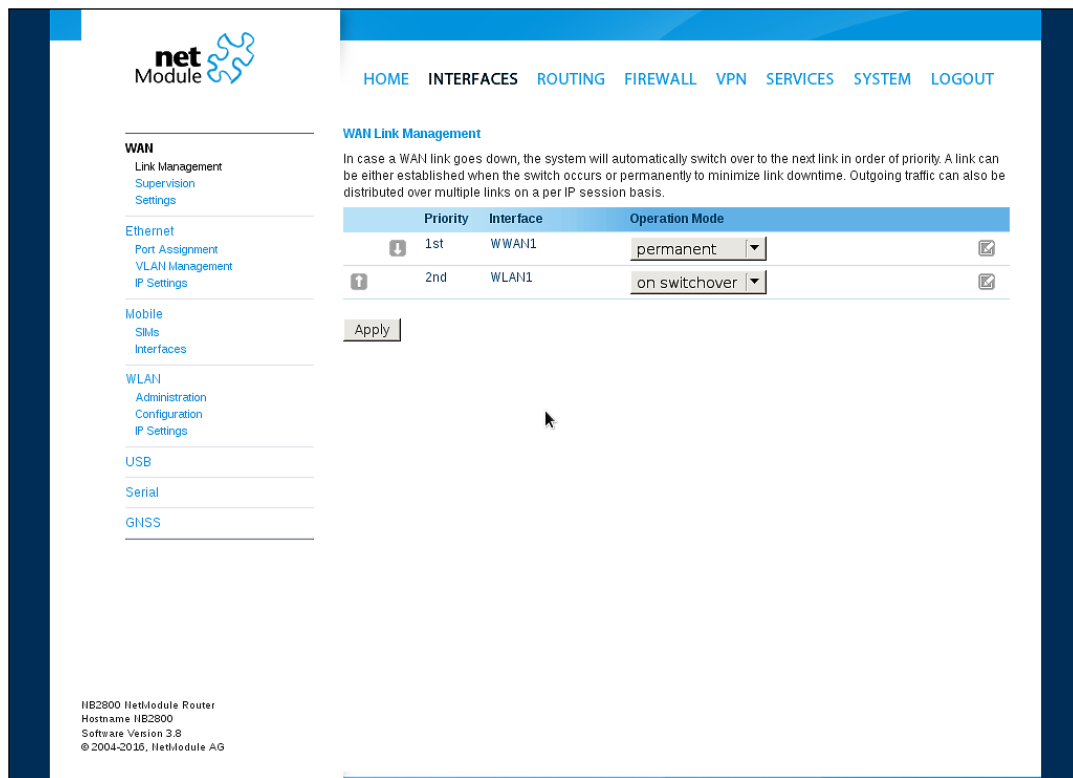 net
Module
HOME INTERFACES ROUTING FIREWALL VPN SERVICES SYSTEM LOGOUT
WAN
Link Management
Supervision
Settings
Ethernet
Port Assignment
VLAN Management
IP Settings
Mobile
SIMs
Interfaces
WLAN
Administration
Configuration
IP Settings
USB
Serial
GNSS
WAN Link Management
In case a WAN link goes down, the system will automatically switch over to the next link in order of priority. A link can
be either established when the switch occurs or permanently to minimize link downtime. Outgoing traffic can also be
distributed over multiple links on a per IP session basis.
Priority Interface Operation Mode
1st WWAN1 permanent
2nd WLAN1 on switchover
Apply
NB2800 NetModule Router
Hostname NB2800
Software Version 3.8
© 2004-2016, NetModule AG